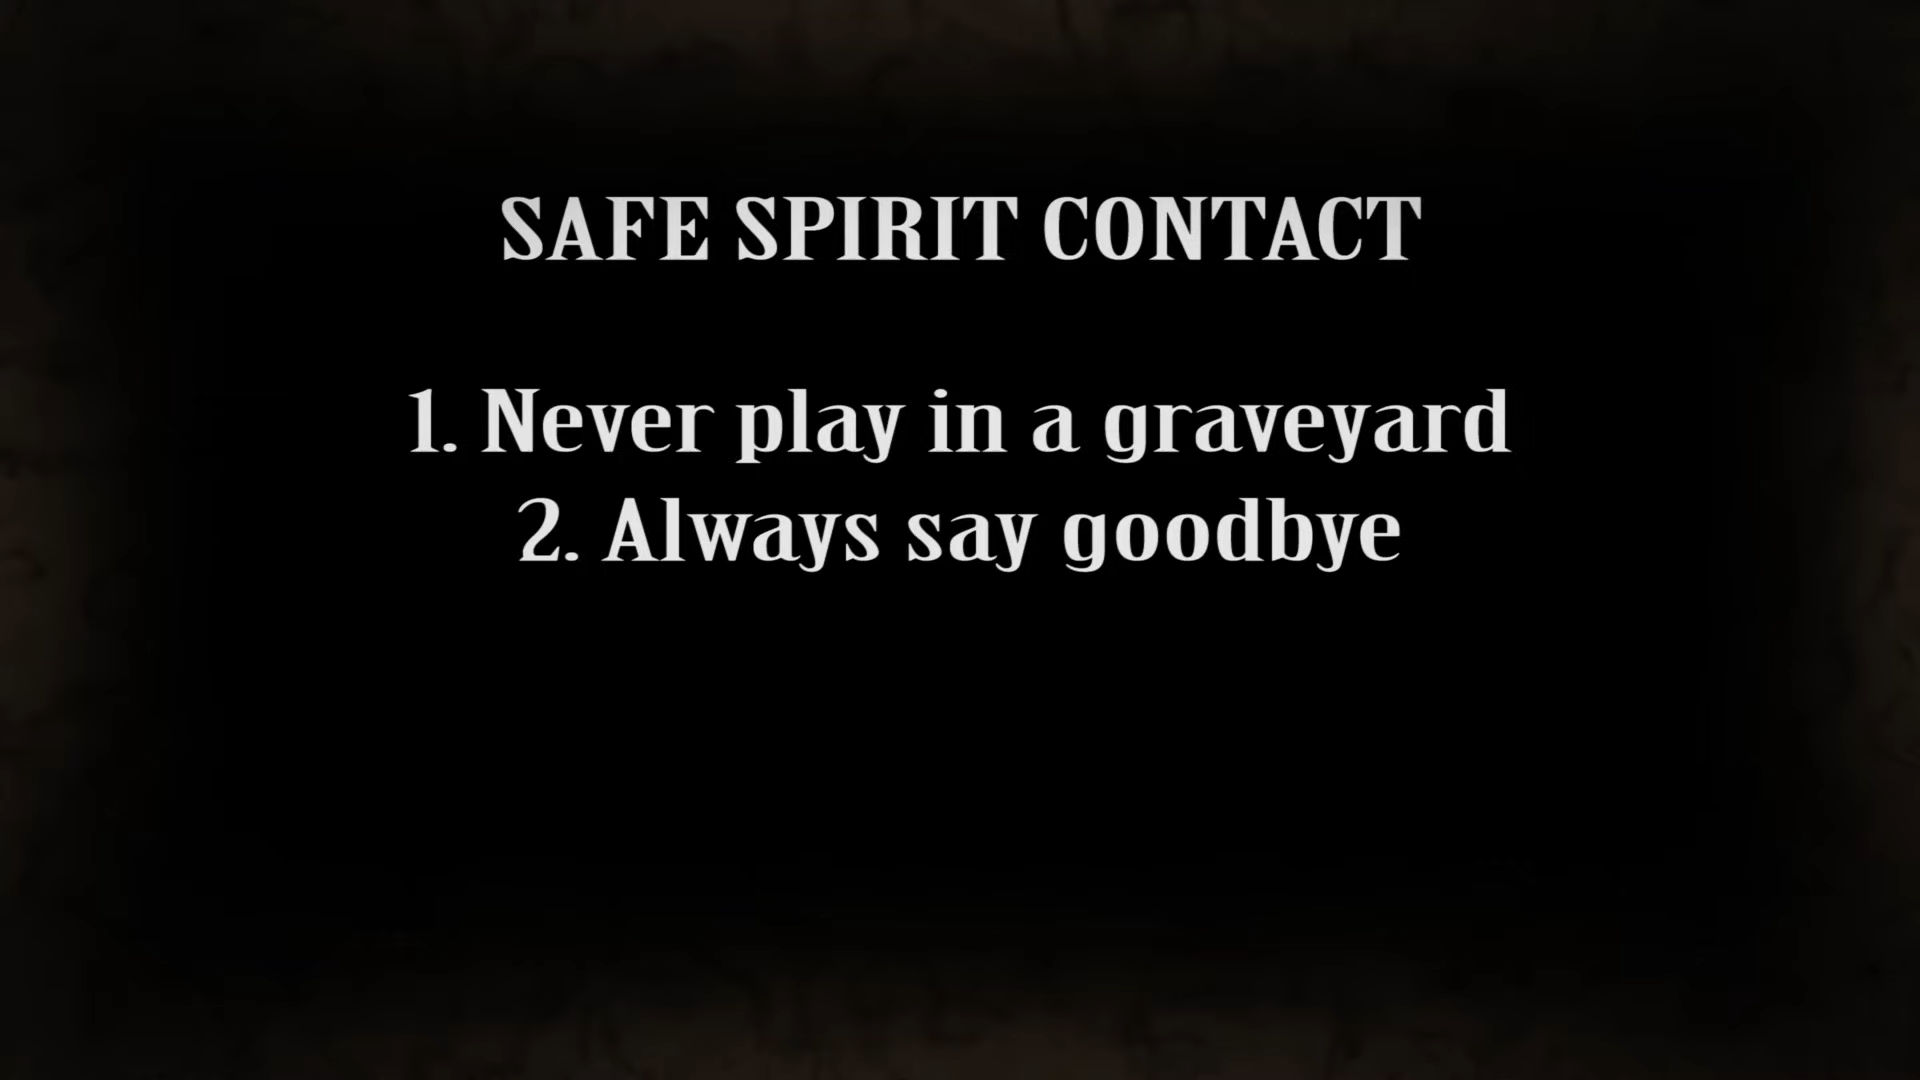 SAFE SPIRIT CONTACT
1. Never play in a graveyard
2. Always say goodbye